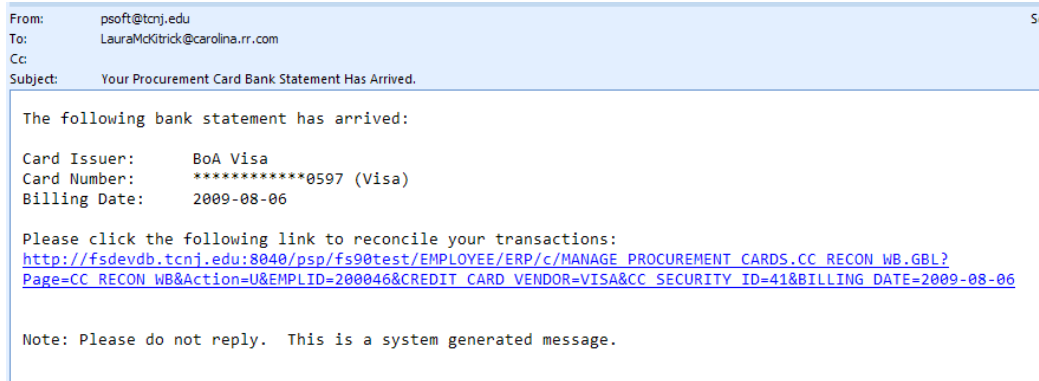 From: psoft@tcnj.edu
To: LauraMcKitrick@carolina.rr.com
Cc:
Subject: Your Procurement Card Bank Statement Has Arrived.
The following bank statement has arrived:
Card Issuer: BoA Visa
Card Number: ************0597 (Visa)
Billing Date: 2009-08-06
Please click the following link to reconcile your transactions:
http://fsdevdb.tcnj.edu:8040/psp/fs90test/EMPLOYEE/ERP/c/MANAGE_PROCUREMENT_CARDS.CC_RECON_WB.GBL?
Page=CC_RECON_WB&Action=U&EMPLID=200046&CREDIT_CARD_VENDOR=VISA&CC_SECURITY_ID=41&BILLING_DATE=2009-08-06
Note: Please do not reply.  This is a system generated message.